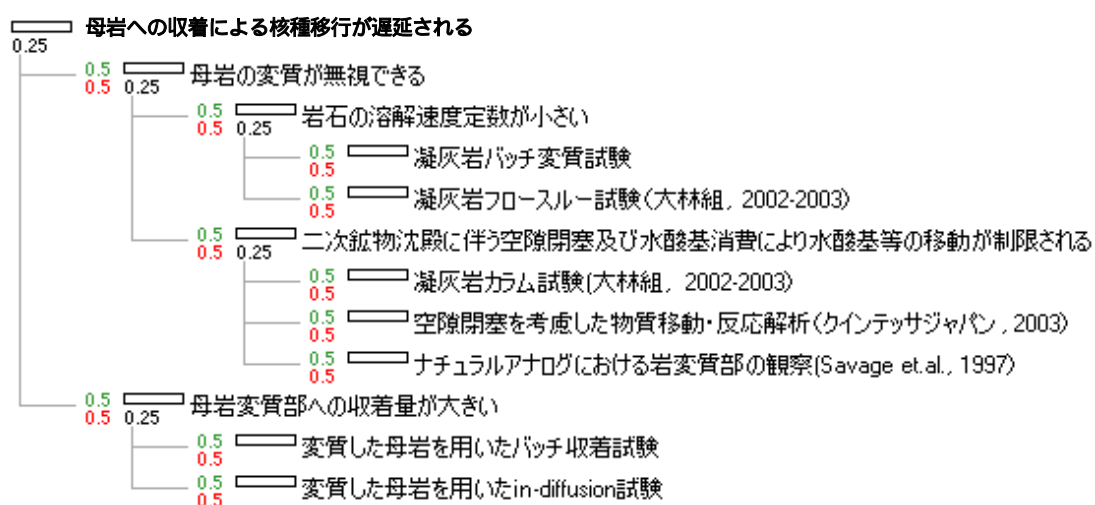 母岩への収着による核種移行が遅延される
0.25
0.5 母岩の変質が無視できる
0.5 0.25
0.5 岩石の溶解速度定数が小さい
0.5 0.25
0.5 凝灰岩バッチ変質試験
0.5
0.5 凝灰岩フロースルー試験(大林組, 2002-2003)
0.5
0.5 二次鉱物沈殿に伴う空隙閉塞及び水酸基消費により水酸基等の移動が制限される
0.5 0.25
0.5 凝灰岩カラム試験(大林組, 2002-2003)
0.5
0.5 空隙閉塞を考慮した物質移動・反応解析(クインテッサジャパン, 2003)
0.5
0.5 ナチュラルアナログにおける岩変質部の観察(Savage et.al., 1997)
0.5
0.5 母岩変質部への収着量が大きい
0.5 0.25
0.5 変質した母岩を用いたバッチ収着試験
0.5
0.5 変質した母岩を用いたin-diffusion試験
0.5